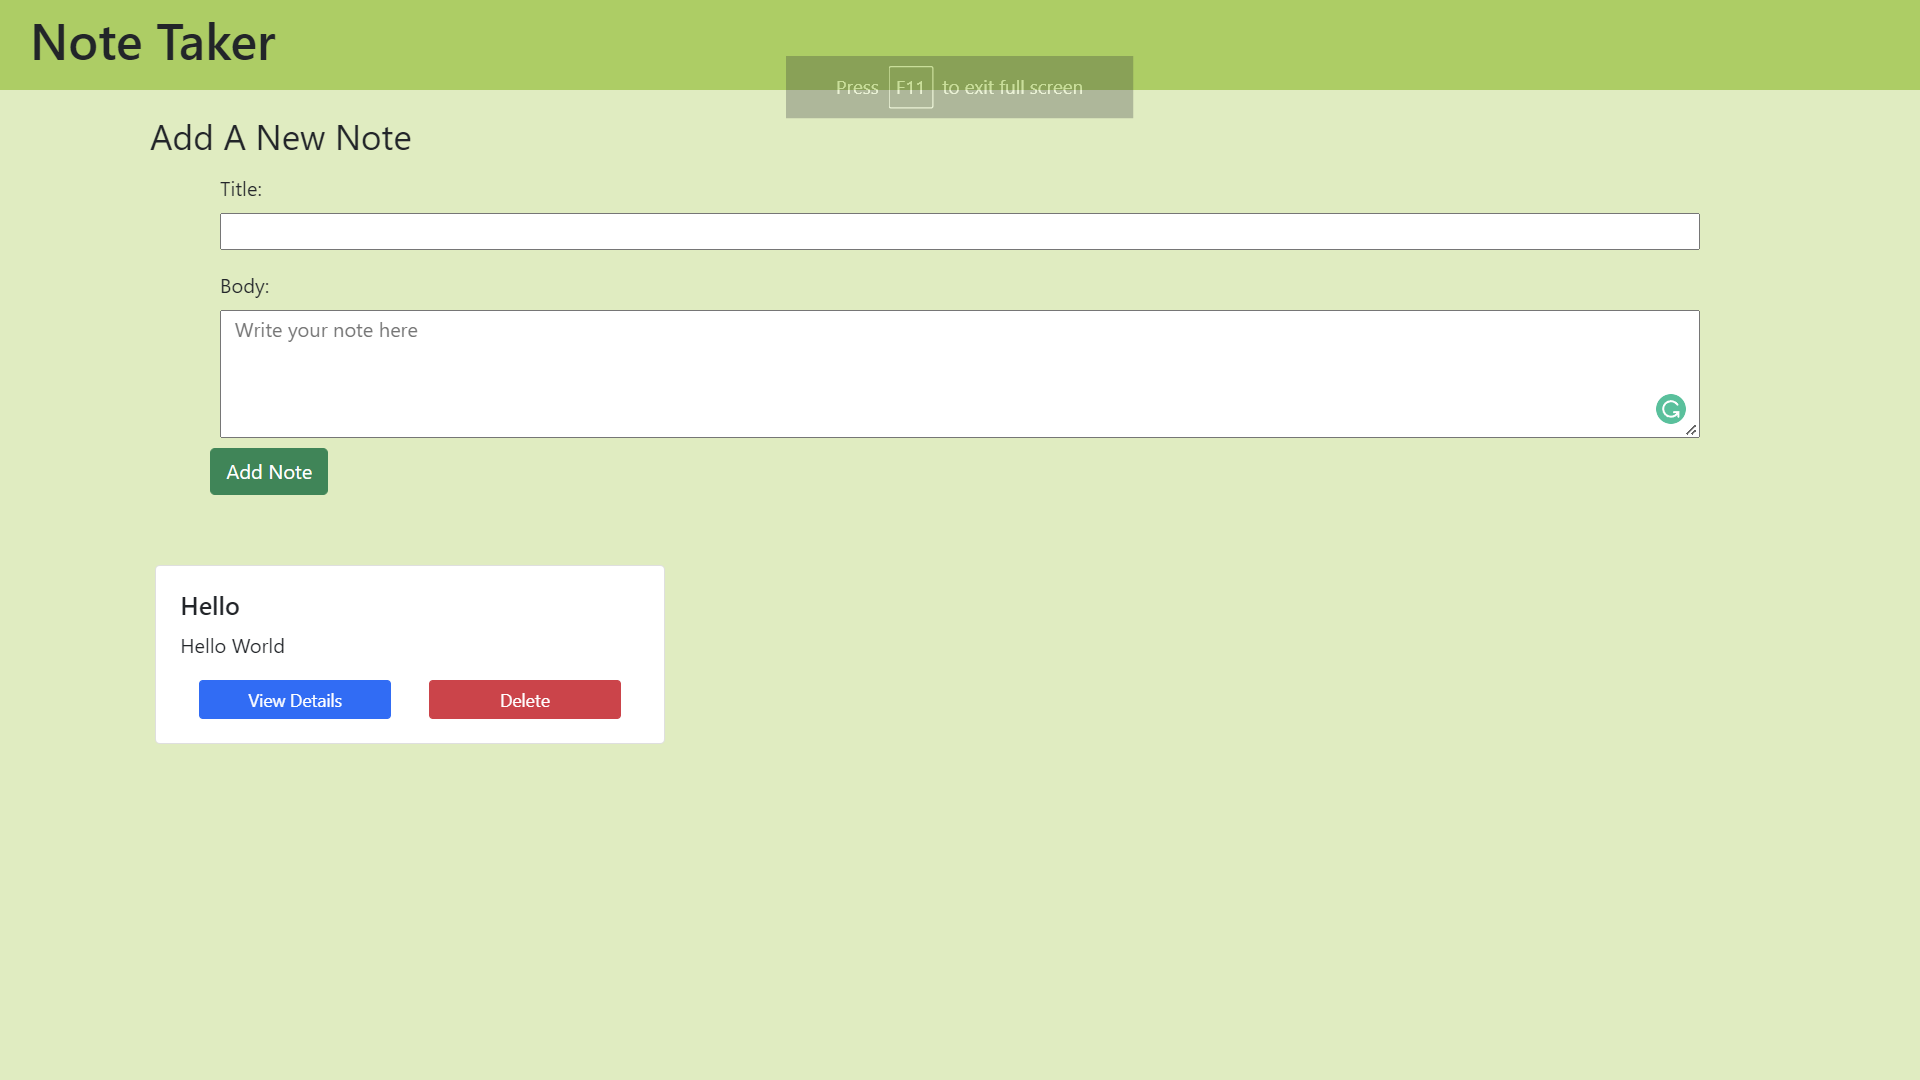 Note Taker
Press F11 to exit full screen
Add A New Note
Title:
Body:
Write your note here
Add Note
Hello
Hello World
View Details Delete